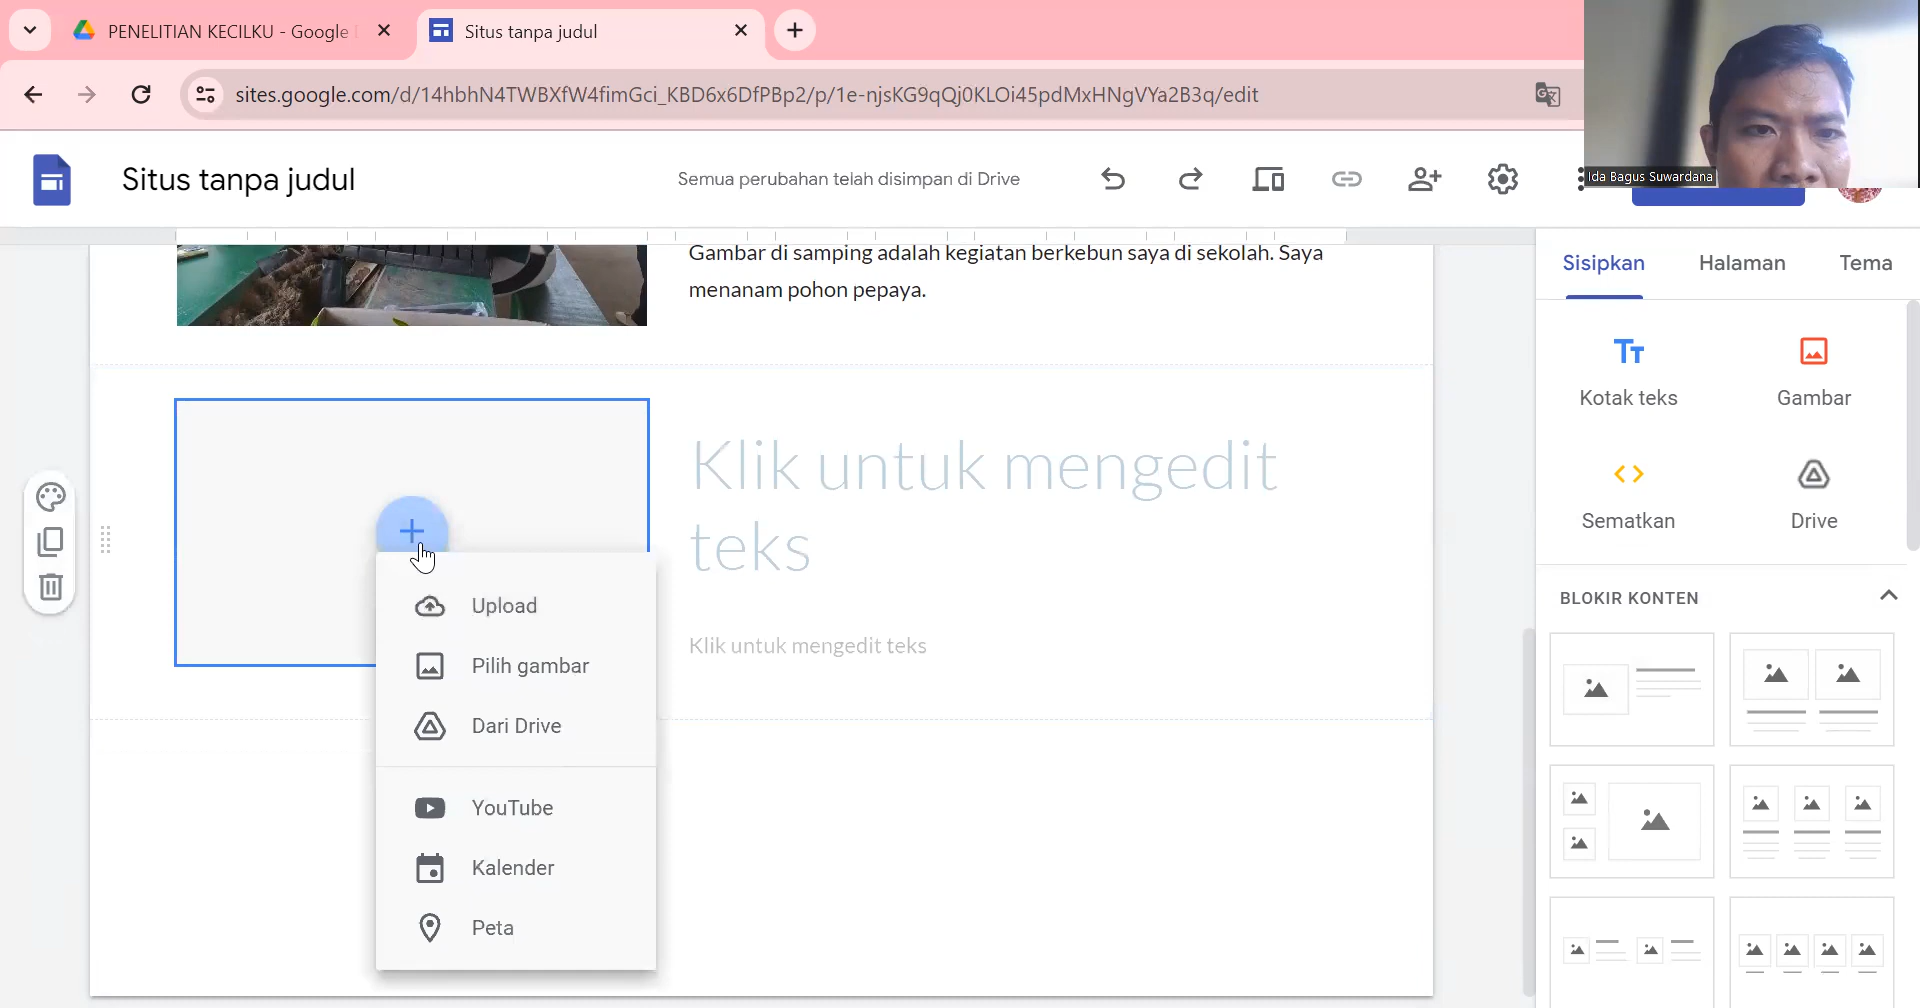 PENELITIAN KECILKU - Google
Situs tanpa judul
sites.google.com/d/14hbhN4TWBXfW4fimGci_KBD6x6DfPBp2/p/1e-njsKG9qQj0KLOi45pdMxHNgVYa2B3q/edit
Ida Bagus Suwardana
Situs tanpa judul
Semua perubahan telah disimpan di Drive
Gambar di samping adalah kegiatan berkebun saya di sekolah. Saya
menanam pohon pepaya.
Klik untuk mengedit
teks
Klik untuk mengedit teks
Upload
Pilih gambar
Dari Drive
YouTube
Kalender
Peta
Sisipkan
Halaman
Tema
Tт
Kotak teks
Gambar
Sematkan
Drive
BLOKIR KONTEN